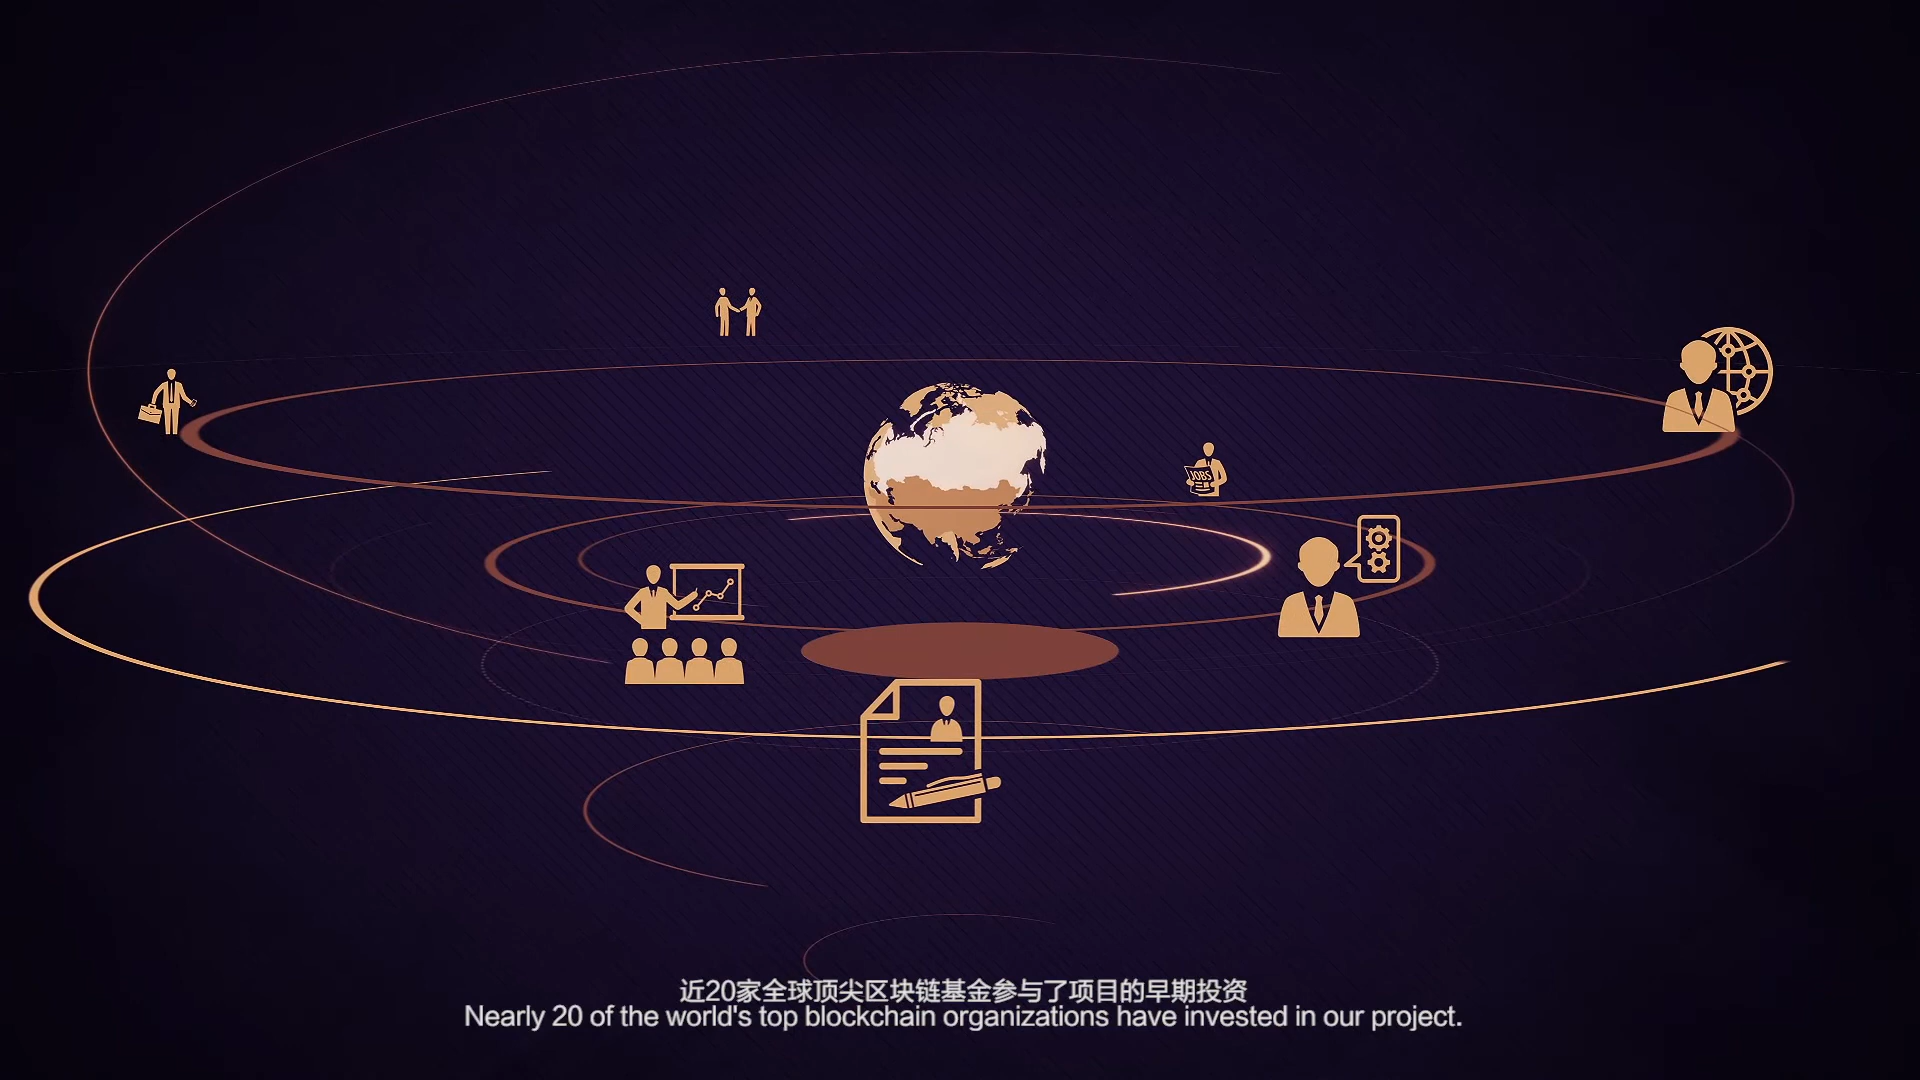 JOBS
近20家全球顶尖区块链基金参与了项目的早期投资
Nearly 20 of the world's top blockchain organizations have invested in our project.